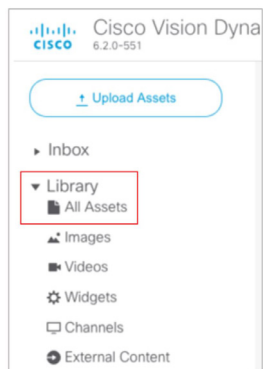 CISCO
Cisco Vision Dyna
6.2.0-551
Upload Assets
Inbox
Library
All Assets
Images
Videos
Widgets
Channels
External Content